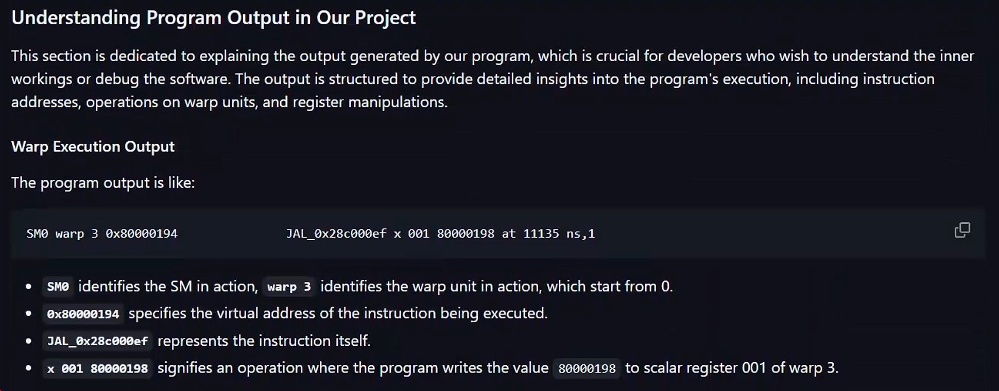 Understanding Program Output in Our Project
This section is dedicated to explaining the output generated by our program, which is crucial for developers who wish to understand the inner
workings or debug the software. The output is structured to provide detailed insights into the program's execution, including instruction
addresses, operations on warp units, and register manipulations.
Warp Execution Output
The program output is like:
SM0 warp 3 0x80000194 JAL_0x28c000ef x 001 80000198 at 11135 ns,1
• SM0 identifies the SM in action, warp 3 identifies the warp unit in action, which start from 0.
• 0x80000194 specifies the virtual address of the instruction being executed.
• JAL_0x28c000ef represents the instruction itself.
• x 001 80000198 signifies an operation where the program writes the value 80000198 to scalar register 001 of warp 3.